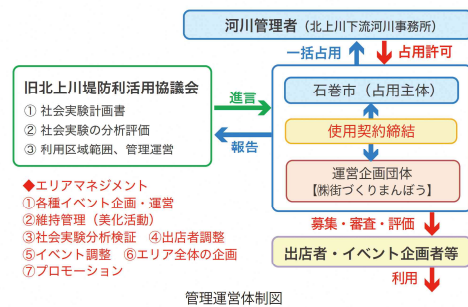 河川管理者（北上川下流河川事務所）
一括占用
占用許可
旧北上川堤防利活用協議会
① 社会実験計画書
② 社会実験の分析評価
③ 利用区域範囲、管理運営
進言
報告
石巻市（占用主体）
使用契約締結
運営企画団体
【㈱街づくりまんぼう】
◆エリアマネジメント
①各種イベント企画・運営
②維持管理（美化活動）
③社会実験分析検証　④出店者調整
⑤イベント調整　⑥エリア全体の企画
⑦プロモーション
募集・審査・評価
出店者・イベント企画者等
利用
管理運営体制図